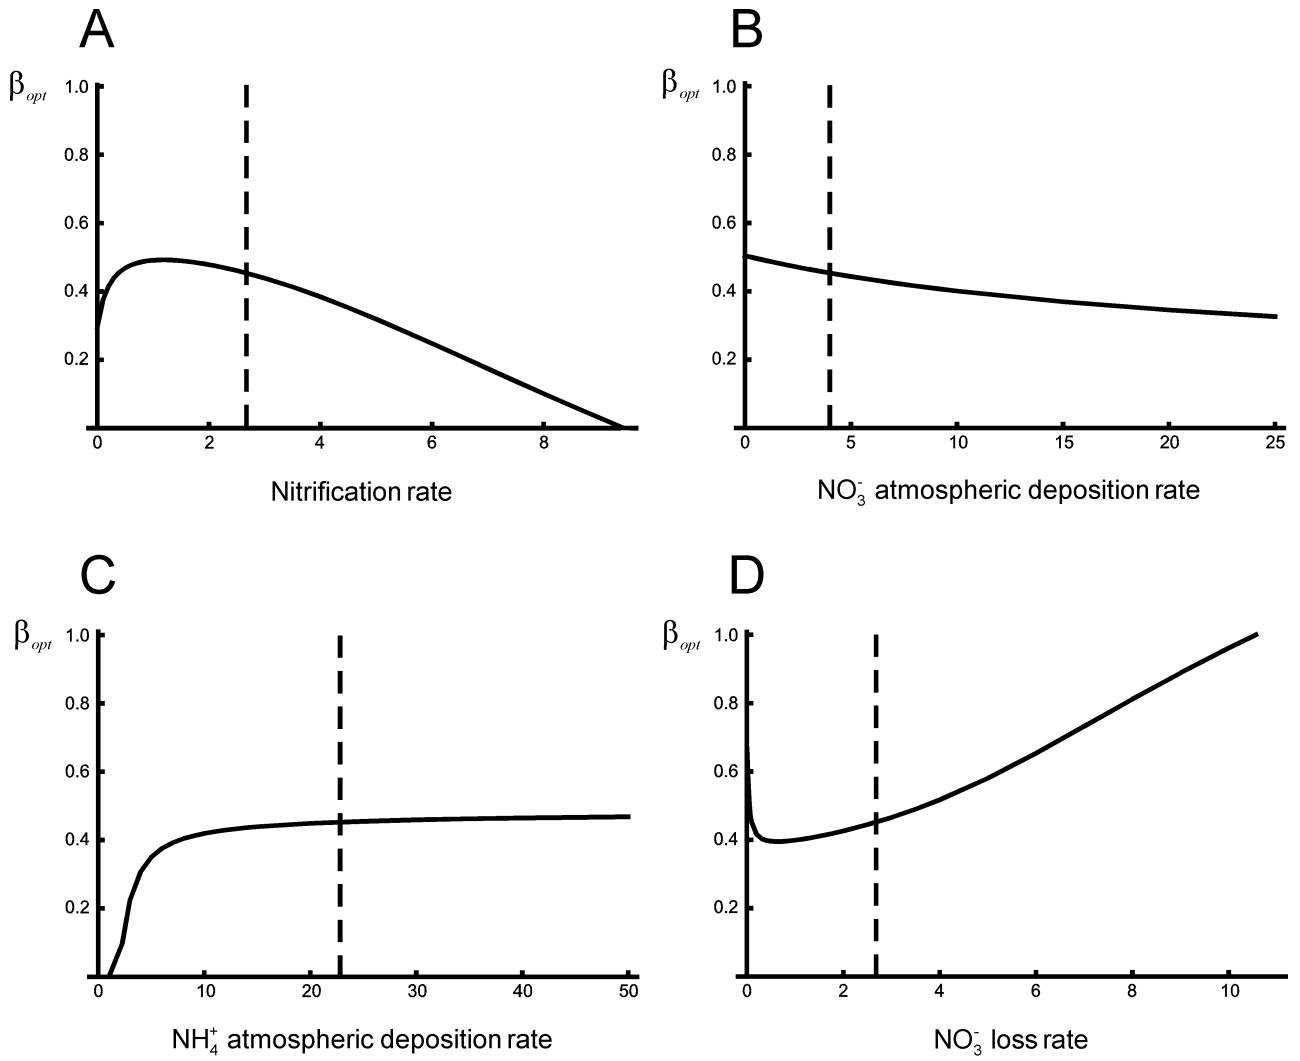 A
β opt
1.0
0.8
0.6
0.4
0.2
0 2 4 6 8
Nitrification rate
B
β opt
1.0
0.8
0.6
0.4
0.2
0 5 10 15 20 25
NO₃⁻ atmospheric deposition rate
C
β opt
1.0
0.8
0.6
0.4
0.2
0 10 20 30 40 50
NH₄⁺ atmospheric deposition rate
D
β opt
1.0
0.8
0.6
0.4
0.2
0 2 4 6 8 10
NO₃⁻ loss rate